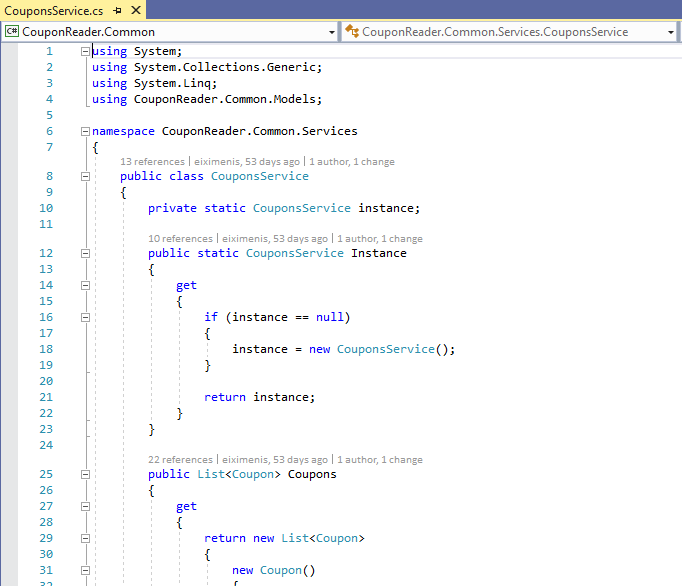 CouponsService.cs
CouponReader.Common CouponReader.Common.Services.CouponsService
1 using System;
2 using System.Collections.Generic;
3 using System.Linq;
4 using CouponReader.Common.Models;
5
6 namespace CouponReader.Common.Services
7 {
13 references | eiximenis, 53 days ago | 1 author, 1 change
8 public class CouponsService
9 {
10 private static CouponsService instance;
11
10 references | eiximenis, 53 days ago | 1 author, 1 change
12 public static CouponsService Instance
13 {
14 get
15 {
16 if (instance == null)
17 {
18 instance = new CouponsService();
19 }
20
21 return instance;
22 }
23 }
24
22 references | eiximenis, 53 days ago | 1 author, 1 change
25 public List<Coupon> Coupons
26 {
27 get
28 {
29 return new List<Coupon>
30 {
31 new Coupon()
32 {